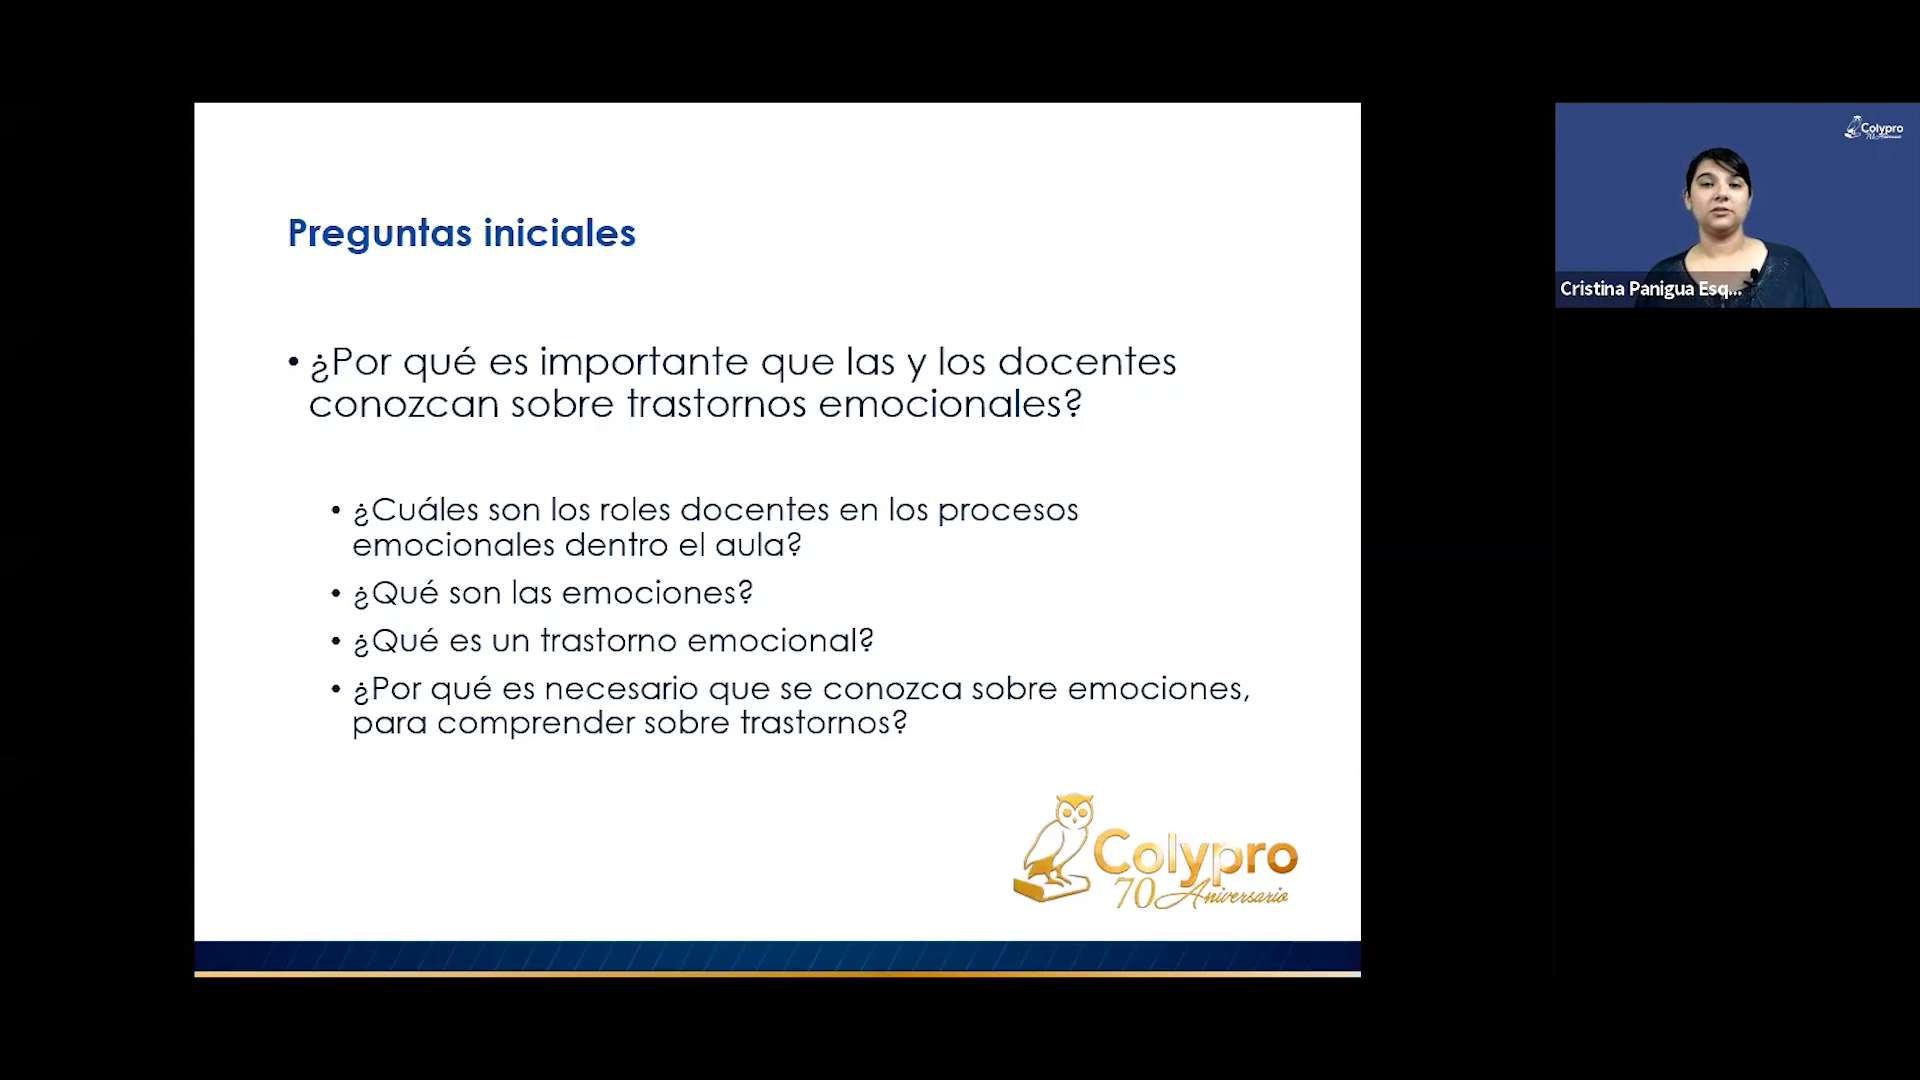 Preguntas iniciales
• ¿Por qué es importante que las y los docentes
conozcan sobre trastornos emocionales?
• ¿Cuáles son los roles docentes en los procesos
emocionales dentro el aula?
• ¿Qué son las emociones?
• ¿Qué es un trastorno emocional?
• ¿Por qué es necesario que se conozca sobre emociones,
para comprender sobre trastornos?
Colypro
70 Aniversario
Colypro
70 Aniversario
Cristina Panigua Esq...